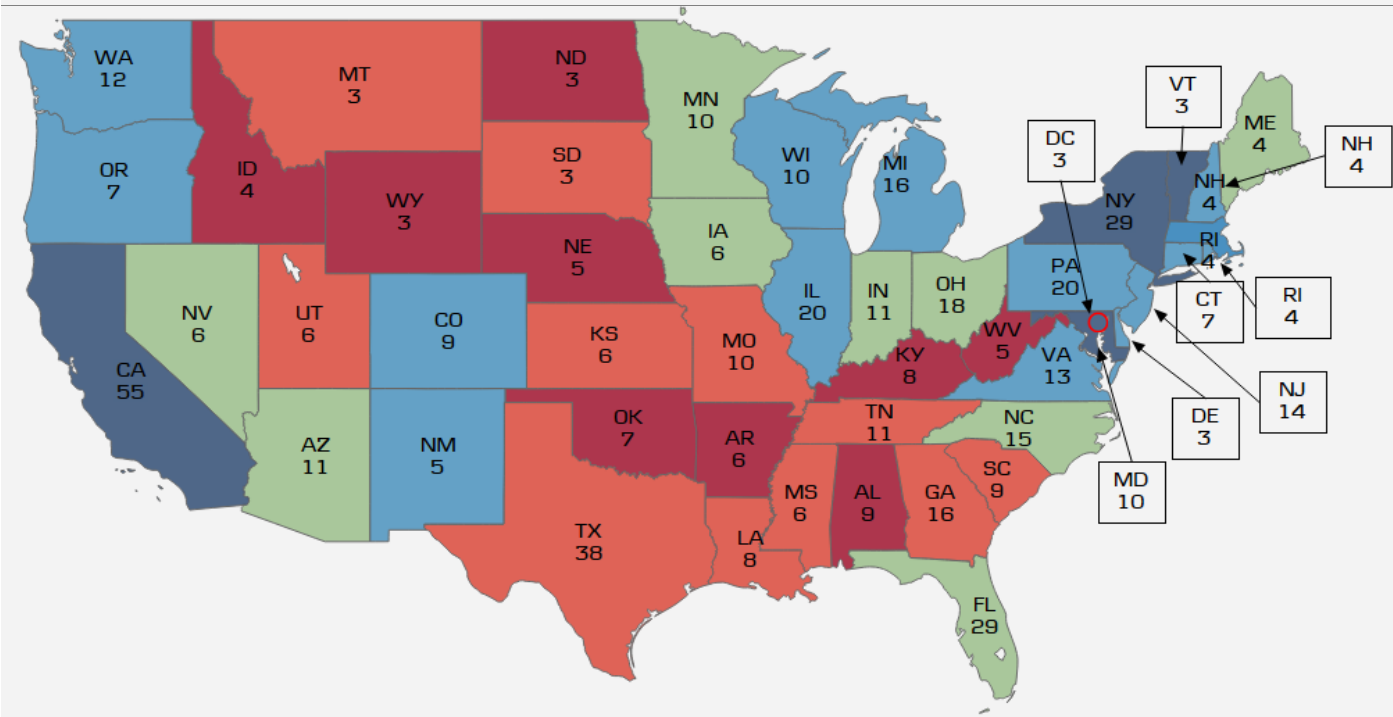 WA
12
MT
3
ND
3
MN
10
VT
3
DC
3
ME
4
NH
4
OR
7
ID
4
WY
3
SD
3
WI
10
MI
16
NH
4
NY
29
NE
5
IA
6
RI
4
PA
20
NV
6
UT
6
CO
9
KS
6
MO
10
IL
20
IN
11
OH
18
WV
5
VA
13
CT
7
RI
4
CA
55
KY
8
NJ
14
DE
3
AZ
11
NM
5
OK
7
AR
6
TN
11
NC
15
MD
10
TX
38
LA
8
MS
6
AL
9
GA
16
SC
9
FL
29